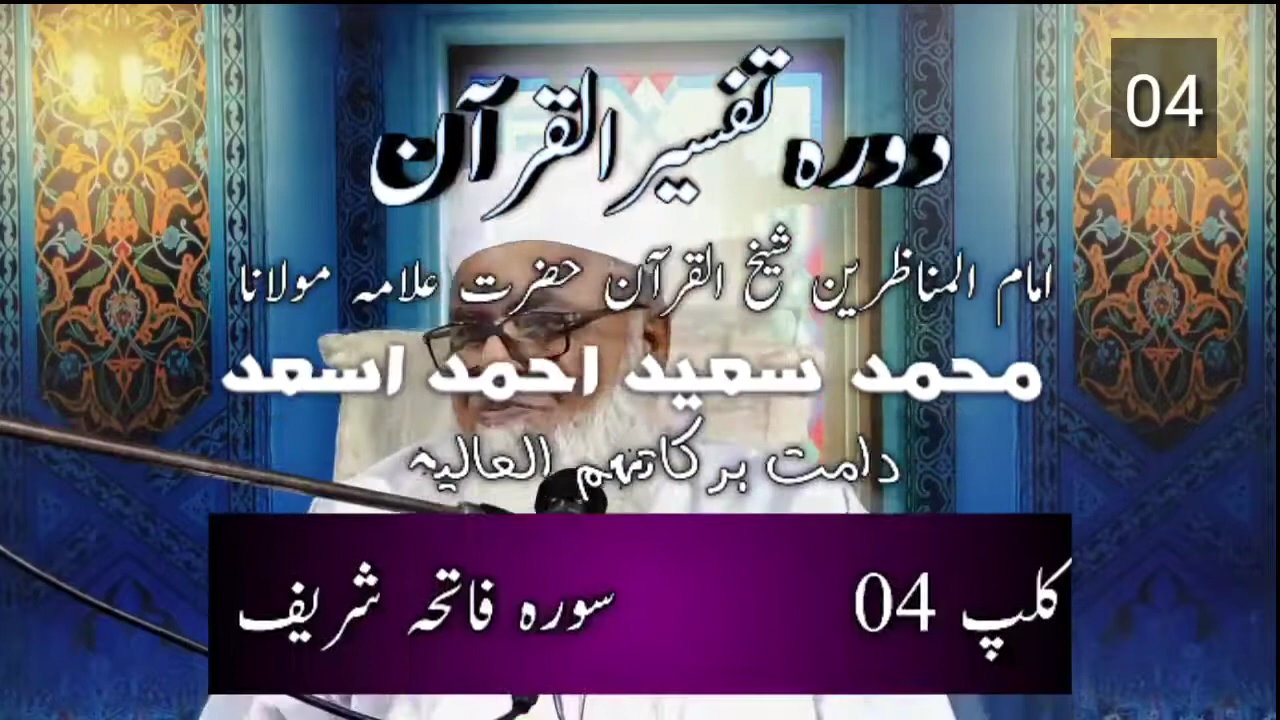 04
دورہ تفسیر القرآن
امام المناظرین شیخ القرآن حضرت علامہ مولانا
محمد سعید احمد اسعد
دامت برکاتہم العالیہ
کلپ 04 سورہ فاتحہ شریف